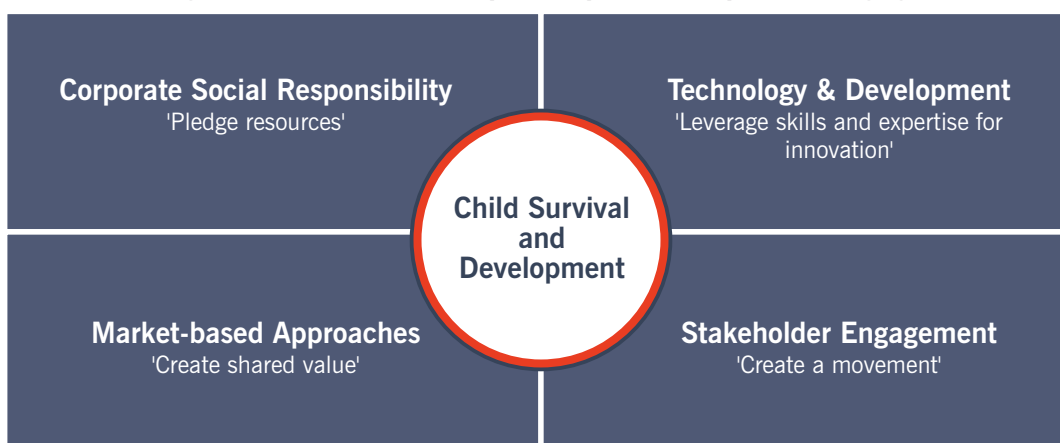 Corporate Social Responsibility
'Pledge resources'
Technology & Development
'Leverage skills and expertise for
innovation'
Child Survival
and
Development
Market-based Approaches
'Create shared value'
Stakeholder Engagement
'Create a movement'